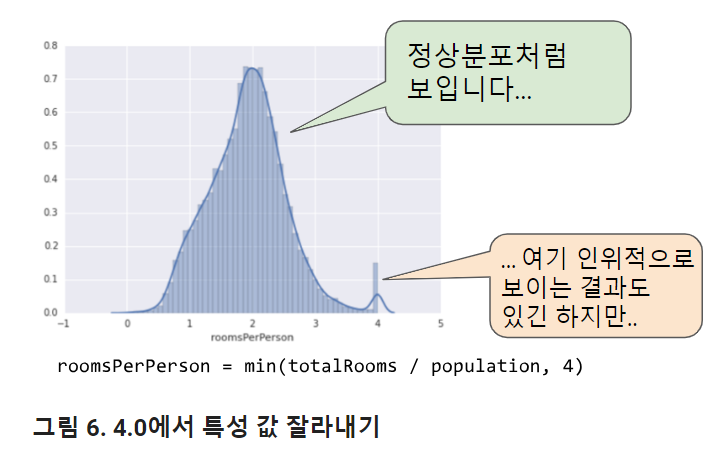 정상분포처럼
보입니다...
0.8
0.7
0.6
0.5
0.4
0.3
0.2
0.1
0.0
-1
0
1
2
3
4
5
roomsPerPerson
... 여기 인위적으로
보이는 결과도
있긴 하지만..
roomsPerPerson = min(totalRooms / population, 4)
그림 6. 4.0에서 특성 값 잘라내기